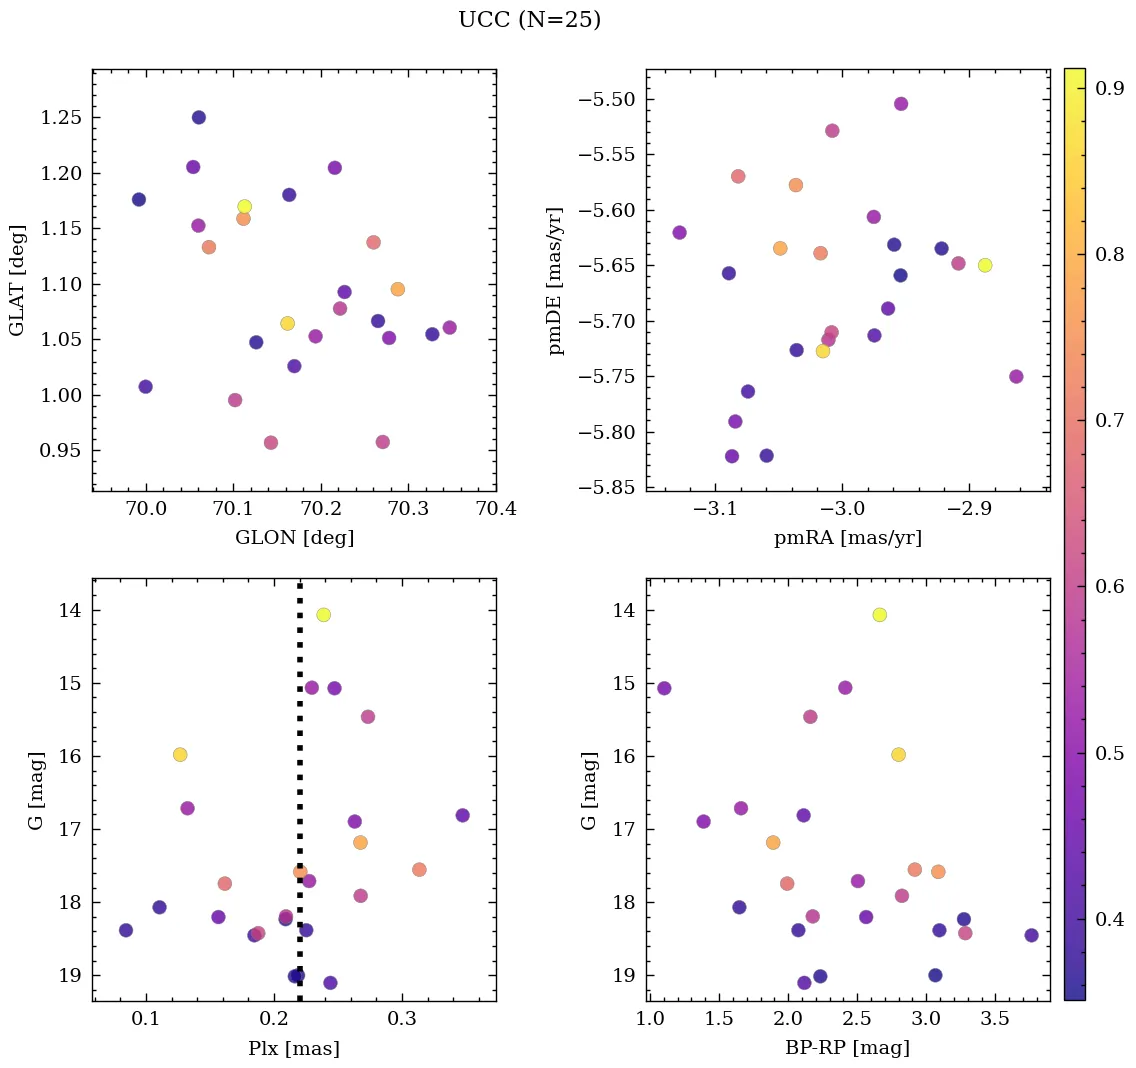 UCC (N=25)
1.25
1.20
1.15
1.10
1.05
1.00
0.95
GLAT [deg]
70.0 70.1 70.2 70.3 70.4
GLON [deg]
−5.50
−5.55
−5.60
−5.65
−5.70
−5.75
−5.80
−5.85
pmDE [mas/yr]
−3.1 −3.0 −2.9
pmRA [mas/yr]
0.9
0.8
0.7
0.6
0.5
0.4
14
15
16
17
18
19
G [mag]
0.1 0.2 0.3
Plx [mas]
14
15
16
17
18
19
G [mag]
1.0 1.5 2.0 2.5 3.0 3.5
BP-RP [mag]